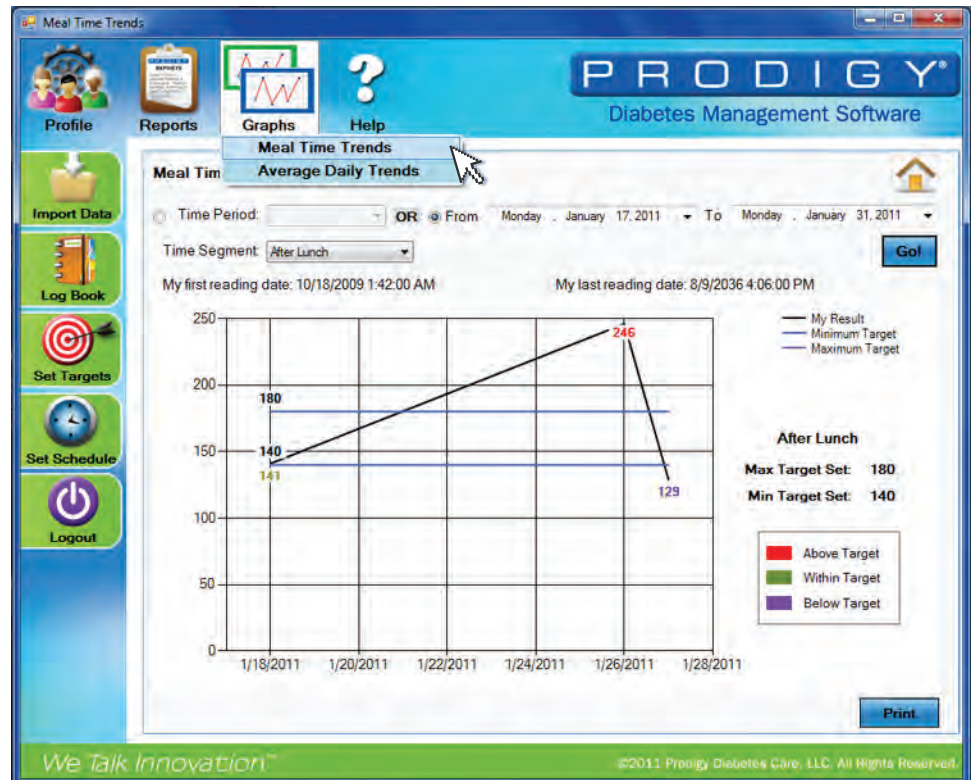 Meal Time Trends
PRODIGY®
Diabetes Management Software
Profile Reports Graphs Help
Meal Time Trends
Average Daily Trends
Meal Tim
Import Data
Log Book
Set Targets
Set Schedule
Logout
Time Period: OR From Monday , January 17, 2011 To Monday , January 31, 2011
Time Segment: After Lunch Go!
My first reading date: 10/18/2009 1:42:00 AM My last reading date: 8/9/2036 4:06:00 PM
My Result
Minimum Target
Maximum Target
250
200
150
100
50
0
246
180
140
141
129
1/18/2011 1/20/2011 1/22/2011 1/24/2011 1/26/2011 1/28/2011
After Lunch
Max Target Set: 180
Min Target Set: 140
Above Target
Within Target
Below Target
Print
We Talk Innovation™
©2011 Prodigy Diabetes Care, LLC. All Rights Reserved.